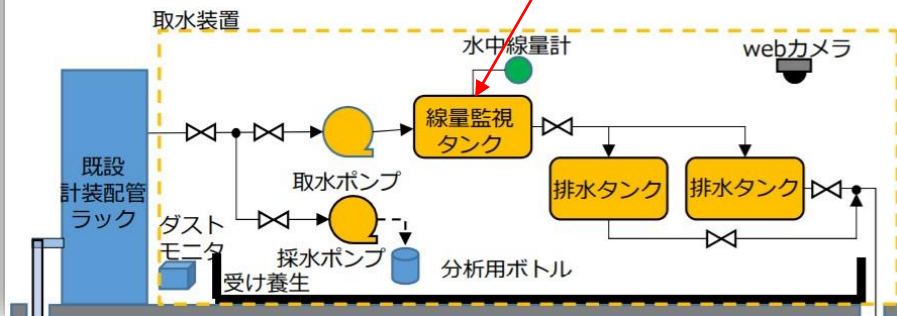 取水装置
水中線量計
webカメラ
線量監視
タンク
既設
計装配管
ラック
取水ポンプ
排水タンク
排水タンク
ダスト
モニタ
採水ポンプ
分析用ボトル
受け養生